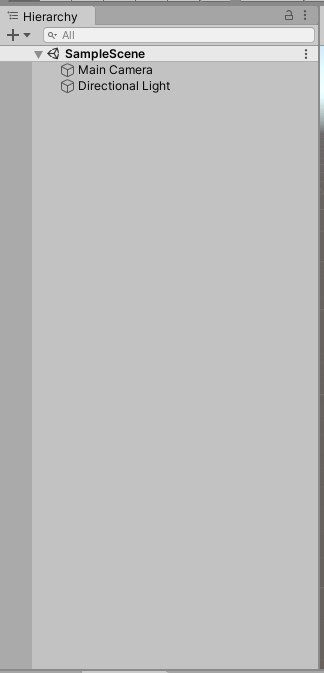 Hierarchy
All
SampleScene
Main Camera
Directional Light